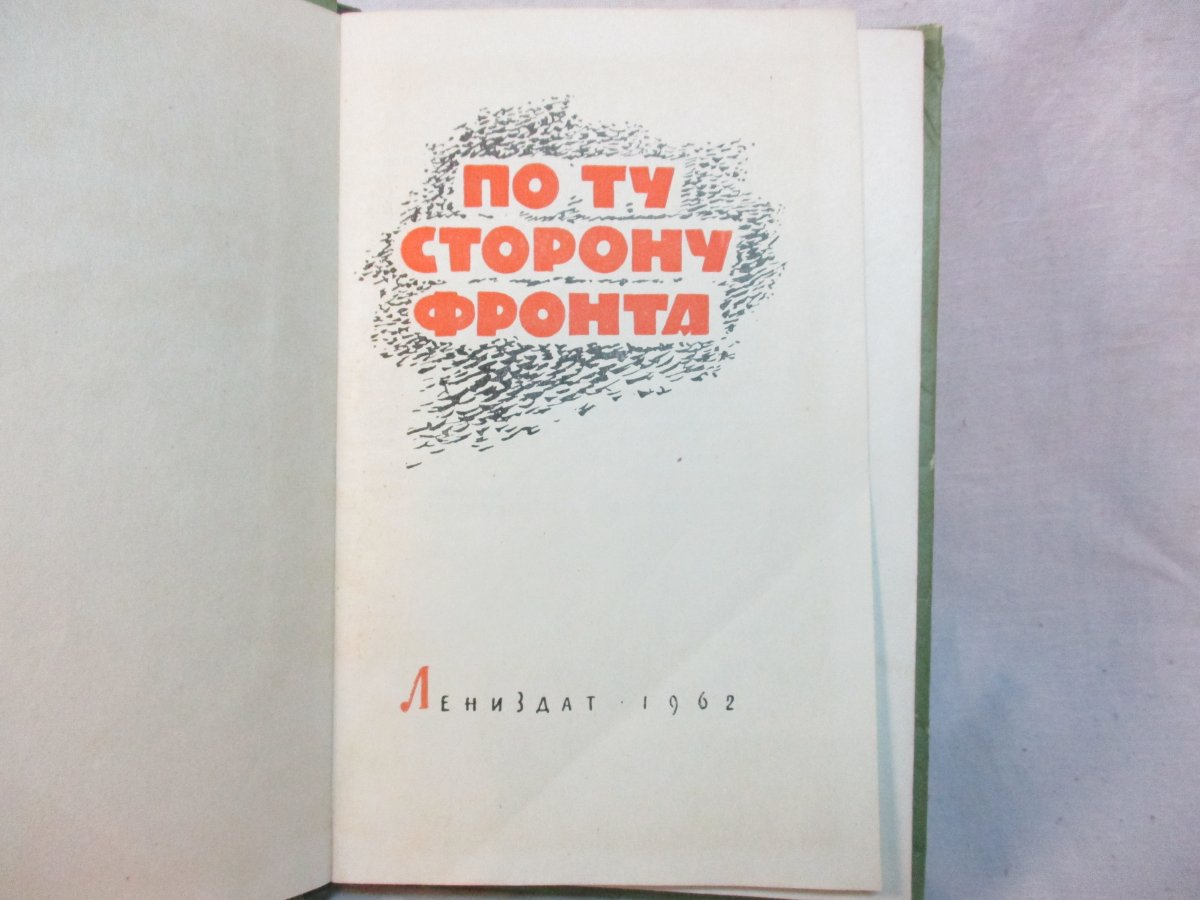 ПО ТУ
СТОРОНУ
ФРОНТА
ЛЕНИЗДАТ · 1962